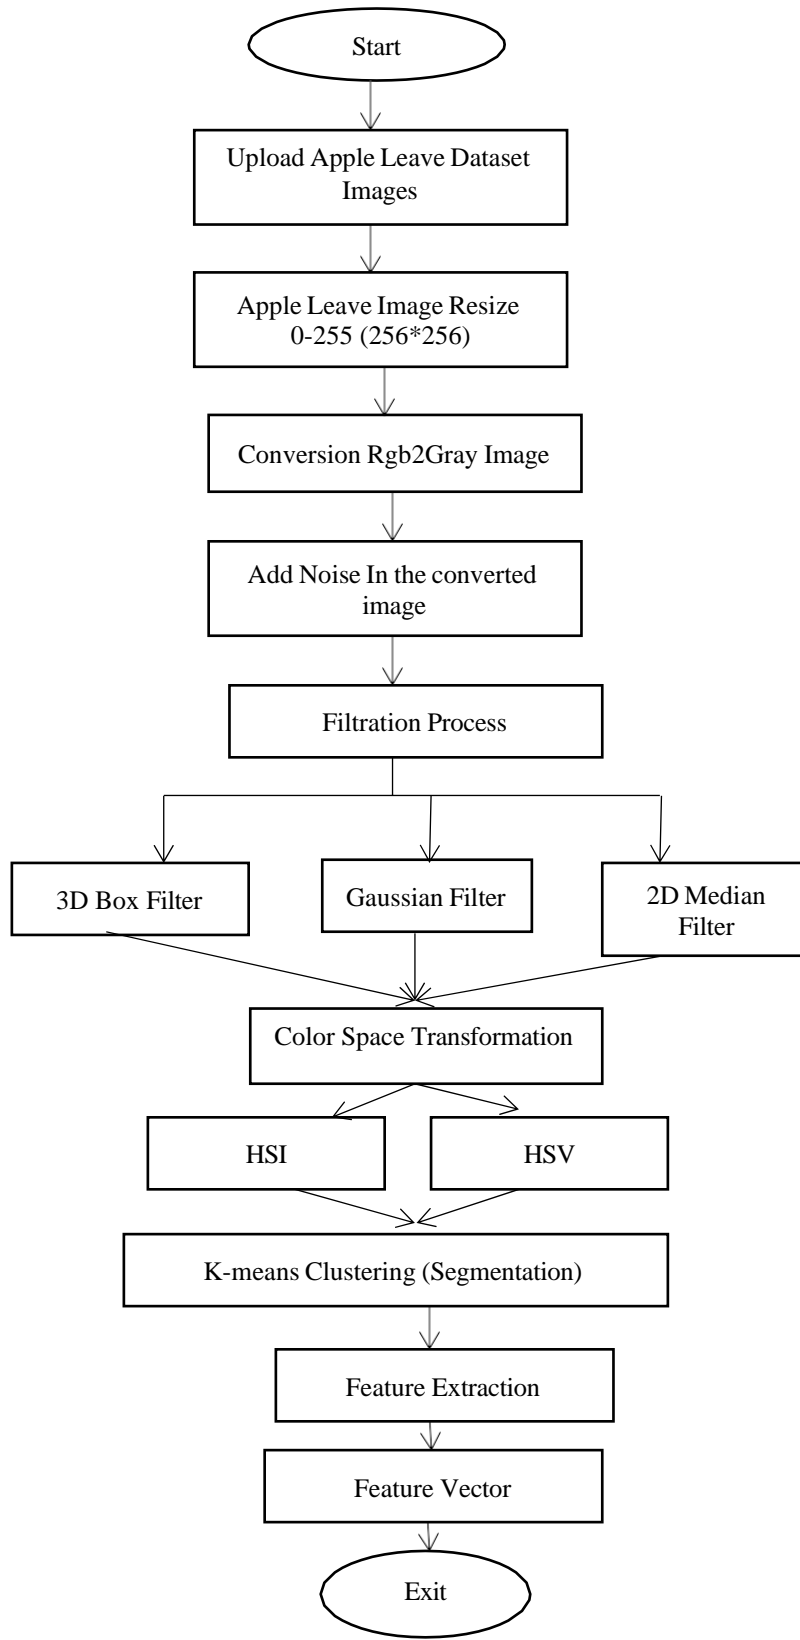 Start
Upload Apple Leave Dataset
Images
Apple Leave Image Resize
0-255 (256*256)
Conversion Rgb2Gray Image
Add Noise In the converted
image
Filtration Process
3D Box Filter
Gaussian Filter
2D Median
Filter
Color Space Transformation
HSI
HSV
K-means Clustering (Segmentation)
Feature Extraction
Feature Vector
Exit